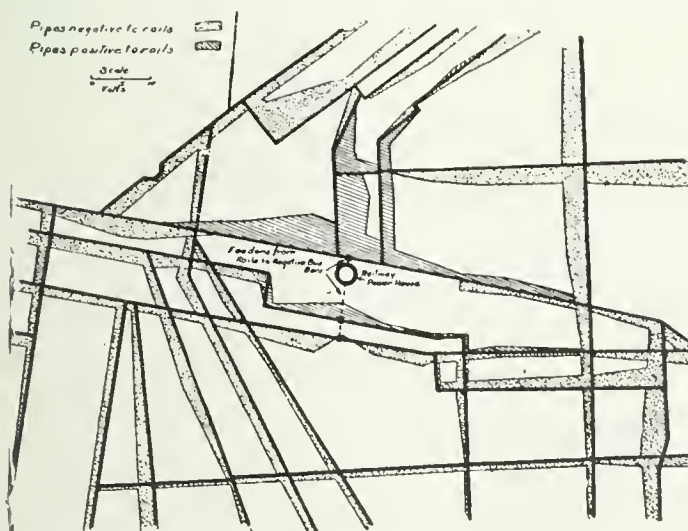 Pipes negative to rails
Pipes positive to rails
Scale
Volts
Feeders from
Rails to Negative Bus
Bars
Railway
Power House